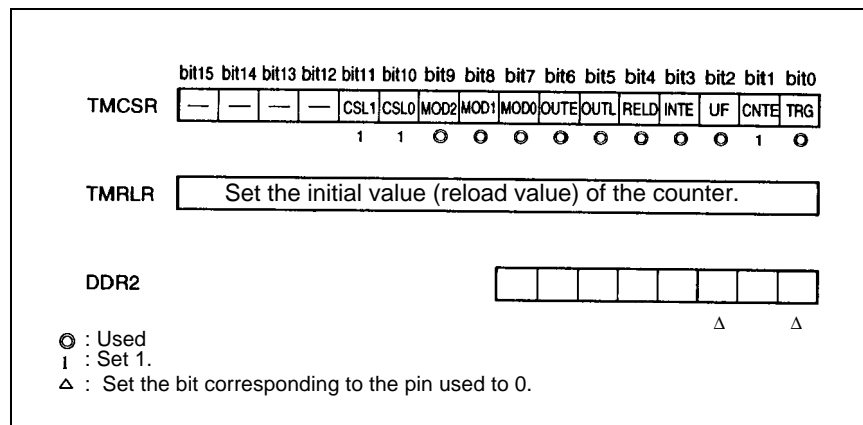 bit15 bit14 bit13 bit12 bit11 bit10 bit9 bit8 bit7 bit6 bit5 bit4 bit3 bit2 bit1 bit0
TMCSR — — — — CSL1 CSL0 MOD2 MOD1 MOD0 OUTE OUTL RELD INTE UF CNTE TRG
1 1 ◎ ◎ ◎ ◎ ◎ ◎ ◎ ◎ 1 ◎
TMRLR Set the initial value (reload value) of the counter.
DDR2
Δ Δ
◎ : Used
1 : Set 1.
Δ : Set the bit corresponding to the pin used to 0.